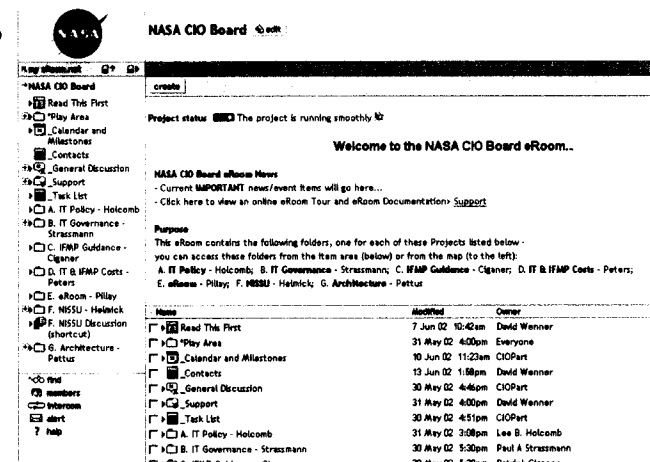 NASA
NASA CIO Board edit
my eRooms.net
NASA CIO Board
create
Read This First
*Play Area
_Calendar and
Milestones
_Contacts
_General Discussion
_Support
_Task List
A. IT Policy - Holcomb
B. IT Governance -
Strassmann
C. IFMP Guidance -
Ciganer
D. IT & IFMP Costs -
Peters
E. eRoom - Pillay
F. NISSU - Helmick
F. NISSU Discussion
(shortcut)
G. Architecture -
Pettus
find
members
intercom
alert
? help
Project status The project is running smoothly
Welcome to the NASA CIO Board eRoom...
NASA CIO Board eRoom News
- Current IMPORTANT news/event items will go here...
- Click here to view an online eRoom Tour and eRoom Documentation> Support
Purpose
This eRoom contains the following folders, one for each of these Projects listed below -
you can access these folders from the item area (below) or from the map (to the left):
A. IT Policy - Holcomb; B. IT Governance - Strassmann; C. IFMP Guidance - Ciganer; D. IT & IFMP Costs - Peters;
E. eRoom - Pillay; F. NISSU - Helmick; G. Architecture - Pettus
Name Modified Owner
Read This First 7 Jun 02 10:42am David Wenner
*Play Area 31 May 02 4:00pm Everyone
_Calendar and Milestones 10 Jun 02 11:23am CIOPart
_Contacts 13 Jun 02 1:58pm David Wenner
_General Discussion 30 May 02 4:46pm CIOPart
_Support 31 May 02 4:00pm David Wenner
_Task List 30 May 02 4:51pm CIOPart
A. IT Policy - Holcomb 31 May 02 3:08pm Lee B. Holcomb
B. IT Governance - Strassmann 30 May 02 5:30pm Paul A Strassmann